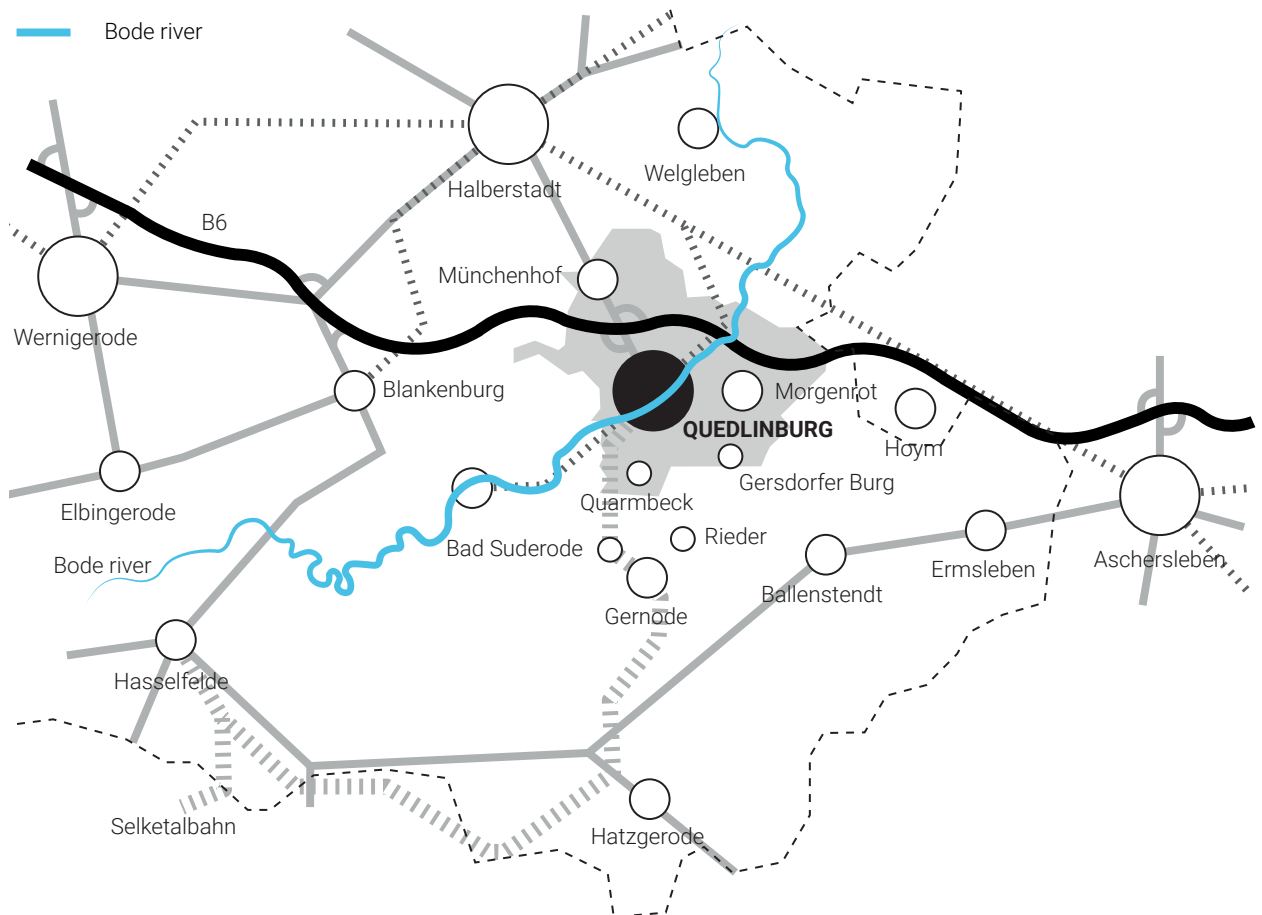 Bode river
Welgleben
Halberstadt
B6
Münchenhof
Wernigerode
Blankenburg
Morgenrot
QUEDLINBURG
Hoym
Gersdorfer Burg
Quarmbeck
Elbingerode
Rieder
Bad Suderode
Bode river
Aschersleben
Ermsleben
Ballenstendt
Gernode
Hasselfelde
Selketalbahn
Hatzgerode